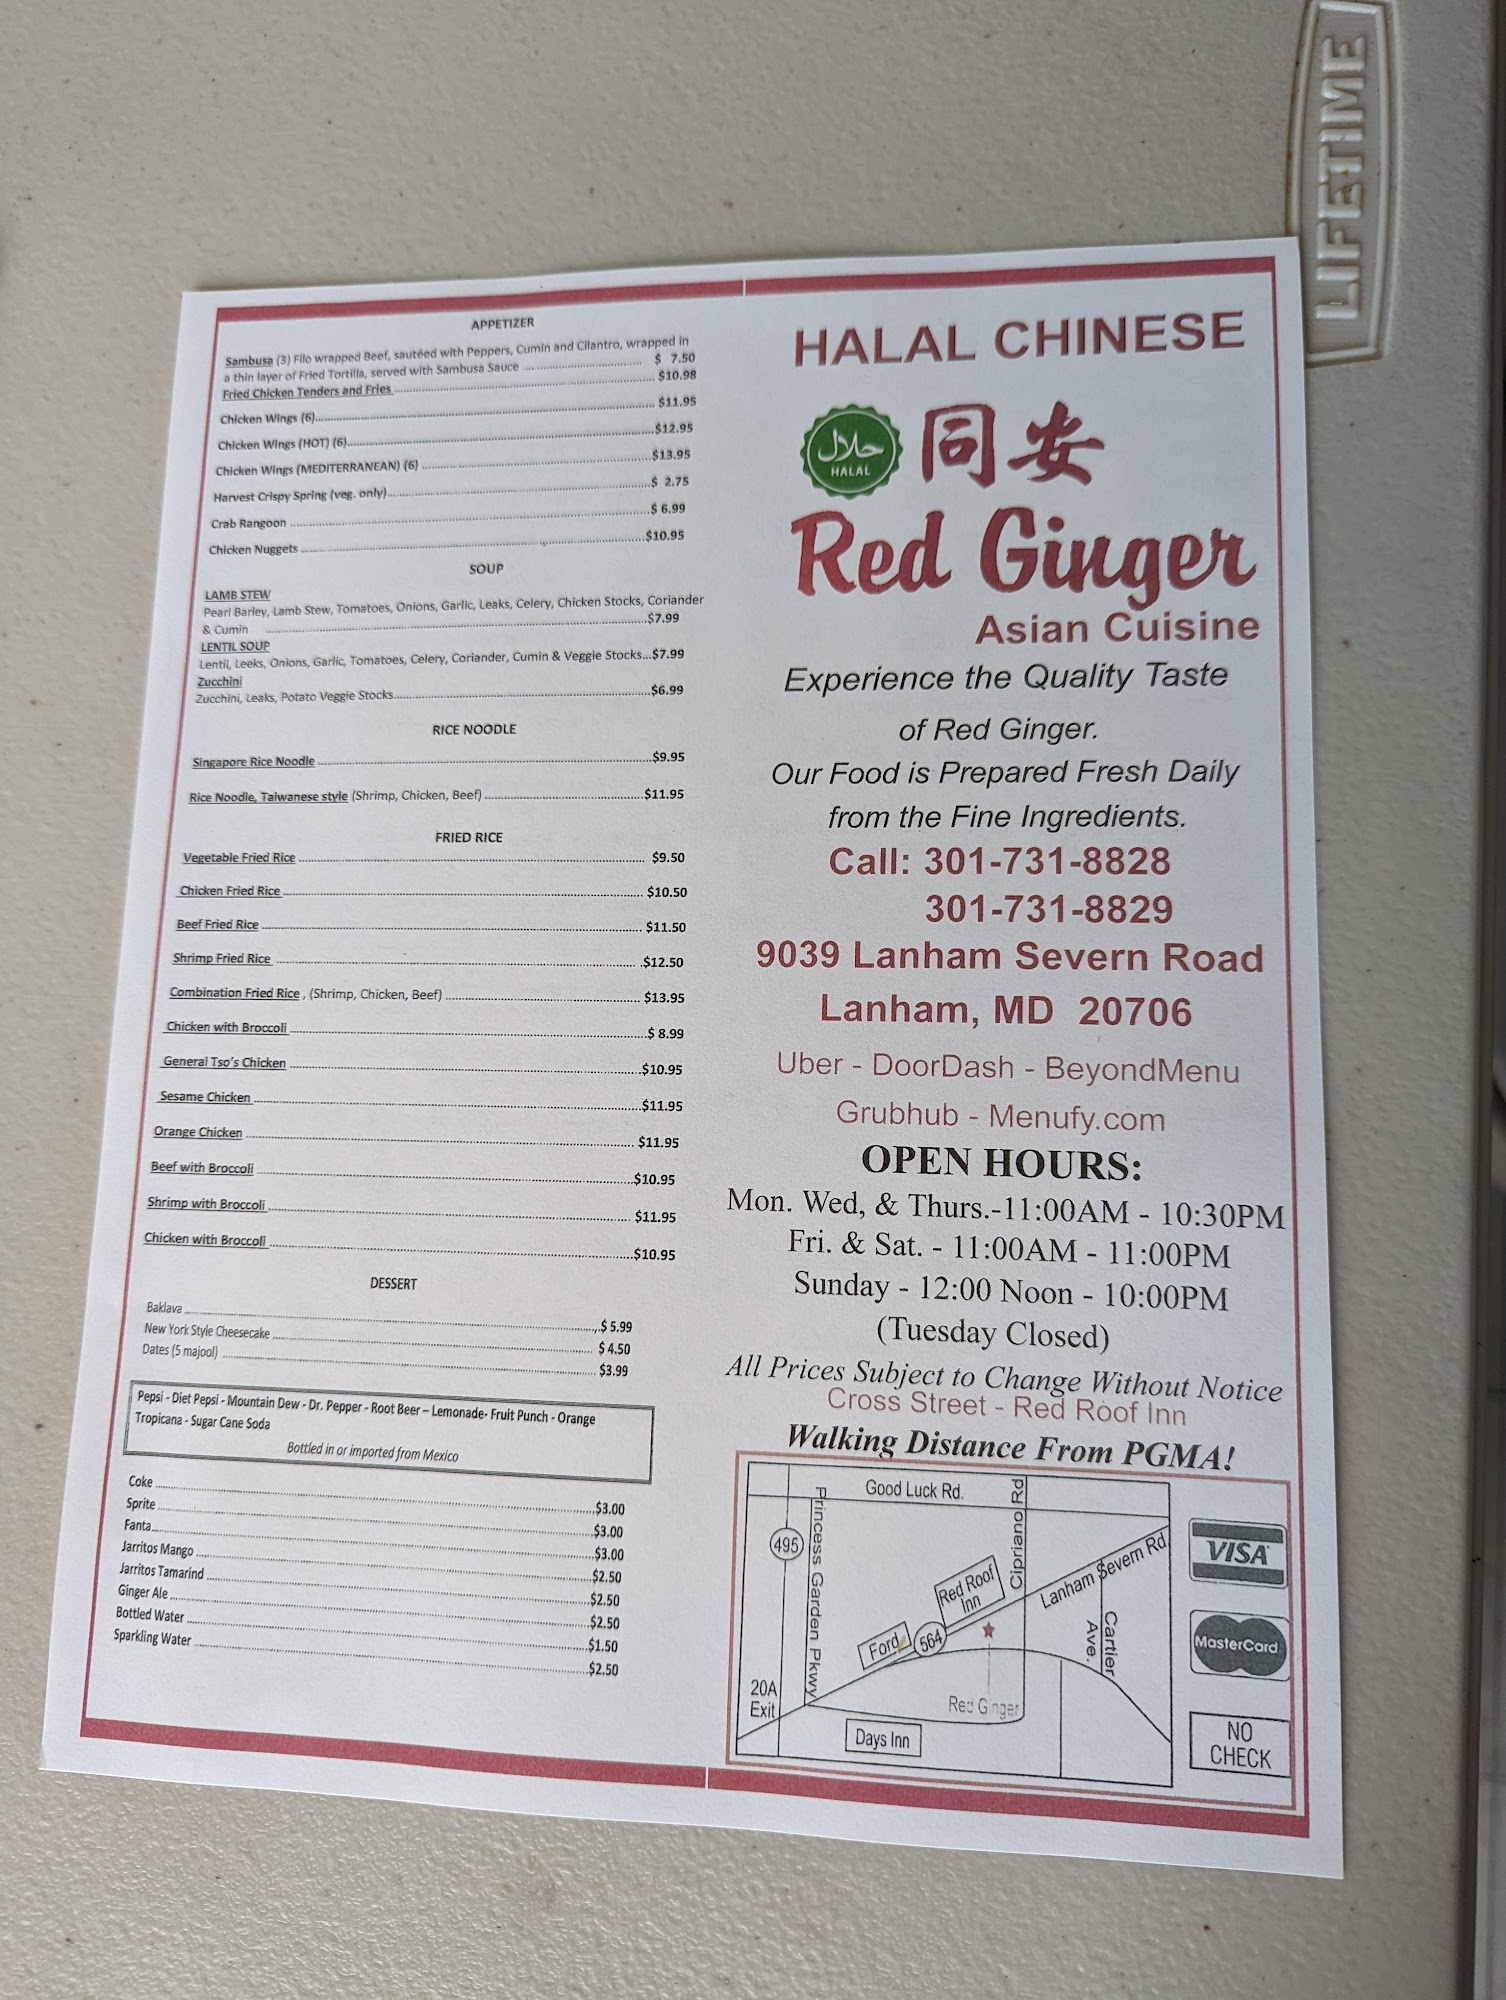 LIFETIME
APPETIZER
Sambusa (3) Filo wrapped Beef, sautéed with Peppers, Cumin and Cilantro, wrapped in
a thin layer of Fried Tortilla, served with Sambusa Sauce $ 7.50
Fried Chicken Tenders and Fries $10.98
Chicken Wings (6) $11.95
Chicken Wings (HOT) (6) $12.95
Chicken Wings (MEDITERRANEAN) (6) $13.95
Harvest Crispy Spring (veg. only) $ 2.75
Crab Rangoon $ 6.99
Chicken Nuggets $10.95
SOUP
LAMB STEW
Pearl Barley, Lamb Stew, Tomatoes, Onions, Garlic, Leaks, Celery, Chicken Stocks, Coriander
& Cumin $7.99
LENTIL SOUP
Lentil, Leeks, Onions, Garlic, Tomatoes, Celery, Coriander, Cumin & Veggie Stocks...$7.99
Zucchini
Zucchini, Leaks, Potato Veggie Stocks $6.99
RICE NOODLE
Singapore Rice Noodle $9.95
Rice Noodle, Taiwanese style (Shrimp, Chicken, Beef) $11.95
FRIED RICE
Vegetable Fried Rice $9.50
Chicken Fried Rice $10.50
Beef Fried Rice $11.50
Shrimp Fried Rice $12.50
Combination Fried Rice , (Shrimp, Chicken, Beef) $13.95
Chicken with Broccoli $ 8.99
General Tso's Chicken $10.95
Sesame Chicken $11.95
Orange Chicken $11.95
Beef with Broccoli $10.95
Shrimp with Broccoli $11.95
Chicken with Broccoli $10.95
DESSERT
Baklava $ 5.99
New York Style Cheesecake $ 4.50
Dates (5 majool) $3.99
Pepsi - Diet Pepsi - Mountain Dew - Dr. Pepper - Root Beer – Lemonade- Fruit Punch - Orange
Tropicana - Sugar Cane Soda
Bottled in or imported from Mexico
Coke $3.00
Sprite $3.00
Fanta $3.00
Jarritos Mango $2.50
Jarritos Tamarind $2.50
Ginger Ale $2.50
Bottled Water $1.50
Sparkling Water $2.50
HALAL CHINESE
حلال
HALAL
同安
Red Ginger
Asian Cuisine
Experience the Quality Taste
of Red Ginger.
Our Food is Prepared Fresh Daily
from the Fine Ingredients.
Call: 301-731-8828
301-731-8829
9039 Lanham Severn Road
Lanham, MD 20706
Uber - DoorDash - BeyondMenu
Grubhub - Menufy.com
OPEN HOURS:
Mon. Wed, & Thurs.-11:00AM - 10:30PM
Fri. & Sat. - 11:00AM - 11:00PM
Sunday - 12:00 Noon - 10:00PM
(Tuesday Closed)
All Prices Subject to Change Without Notice
Cross Street - Red Roof Inn
Walking Distance From PGMA!
Good Luck Rd.
495
Princess Garden Pkwy
Cipriano Rd
Lanham Severn Rd
Red Roof
Inn
Ford
564
Cartier
Ave.
20A
Exit
Red Ginger
Days Inn
VISA
MasterCard
NO
CHECK